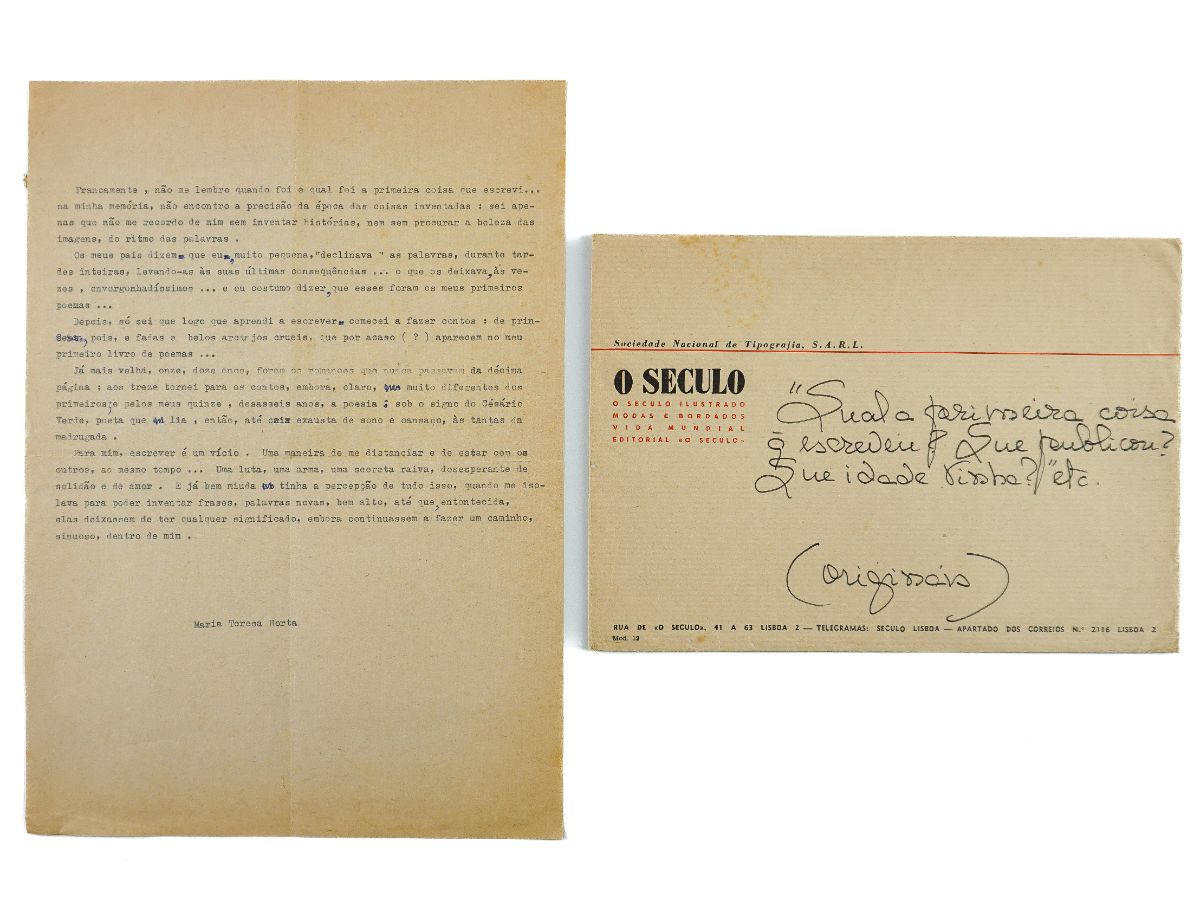 Francamente , não me lembro quando foi e qual foi a primeira coisa que escrevi...
na minha memória, não encontro a precisão da época das coisas inventadas : sei ape-
nas que não me recordo de mim sem inventar histórias, nem sem procurar a beleza das
imagens, do ritmo das palavras .
Os meus pais dizem que eu, muito pequena,"declinava " as palavras, durante tar-
des inteiras, levando-as às suas últimas consequências ... o que os deixava, às ve-
zes , envergonhadíssimos ... e eu costumo dizer, que esses foram os meus primeiros
poemas ...
Depois, só sei que logo que aprendi a escrever comecei a fazer contos : de prin-
pois, e fadas e belos arcanjos crueis, que por acaso ( ? ) aparecem no meu
primeiro livro de poemas ...
Já mais velha, onze, doze anos, foram os romances que nunca passavam da décima
página ; aos treze tornei para os contos, embora, claro, muito diferentes dos
primeiros; e pelos meus quinze , desasseis anos, a poesia ; sob o signo do Césário
Verde, poeta que lia , então, até exausta de sono e cansaço, às tantas da
madrugada .
Para mim, escrever é um vício . Uma maneira de me distanciar e de estar com os
outros, ao mesmo tempo ... Uma luta, uma arma, uma secreta raiva, desesperante de
solidão e de amor . E já bem miuda tinha a percepção de tudo isso, quando me iso-
lava para poder inventar frases, palavras novas, bem alto, até que, entontecida,
elas deixassem de ter qualquer significado, embora continuassem a fazer um caminho,
sinuoso, dentro de mim .
Maria Teresa Horta
Sociedade Nacional de Tipografia, S.A.R.L.
O SECULO
O SECULO ILUSTRADO
MODAS E BORDADOS
VIDA MUNDIAL
EDITORIAL «O SECULO»
"Qual a primeira coisa
q̃ escreveu? Que publicou?
Que idade tinha?" etc.
(originais)
RUA DE «O SECULO», 41 A 63 LISBOA 2 — TELEGRAMAS: SECULO LISBOA — APARTADO DOS CORREIOS N.º 2116 LISBOA 2
Mod. 12